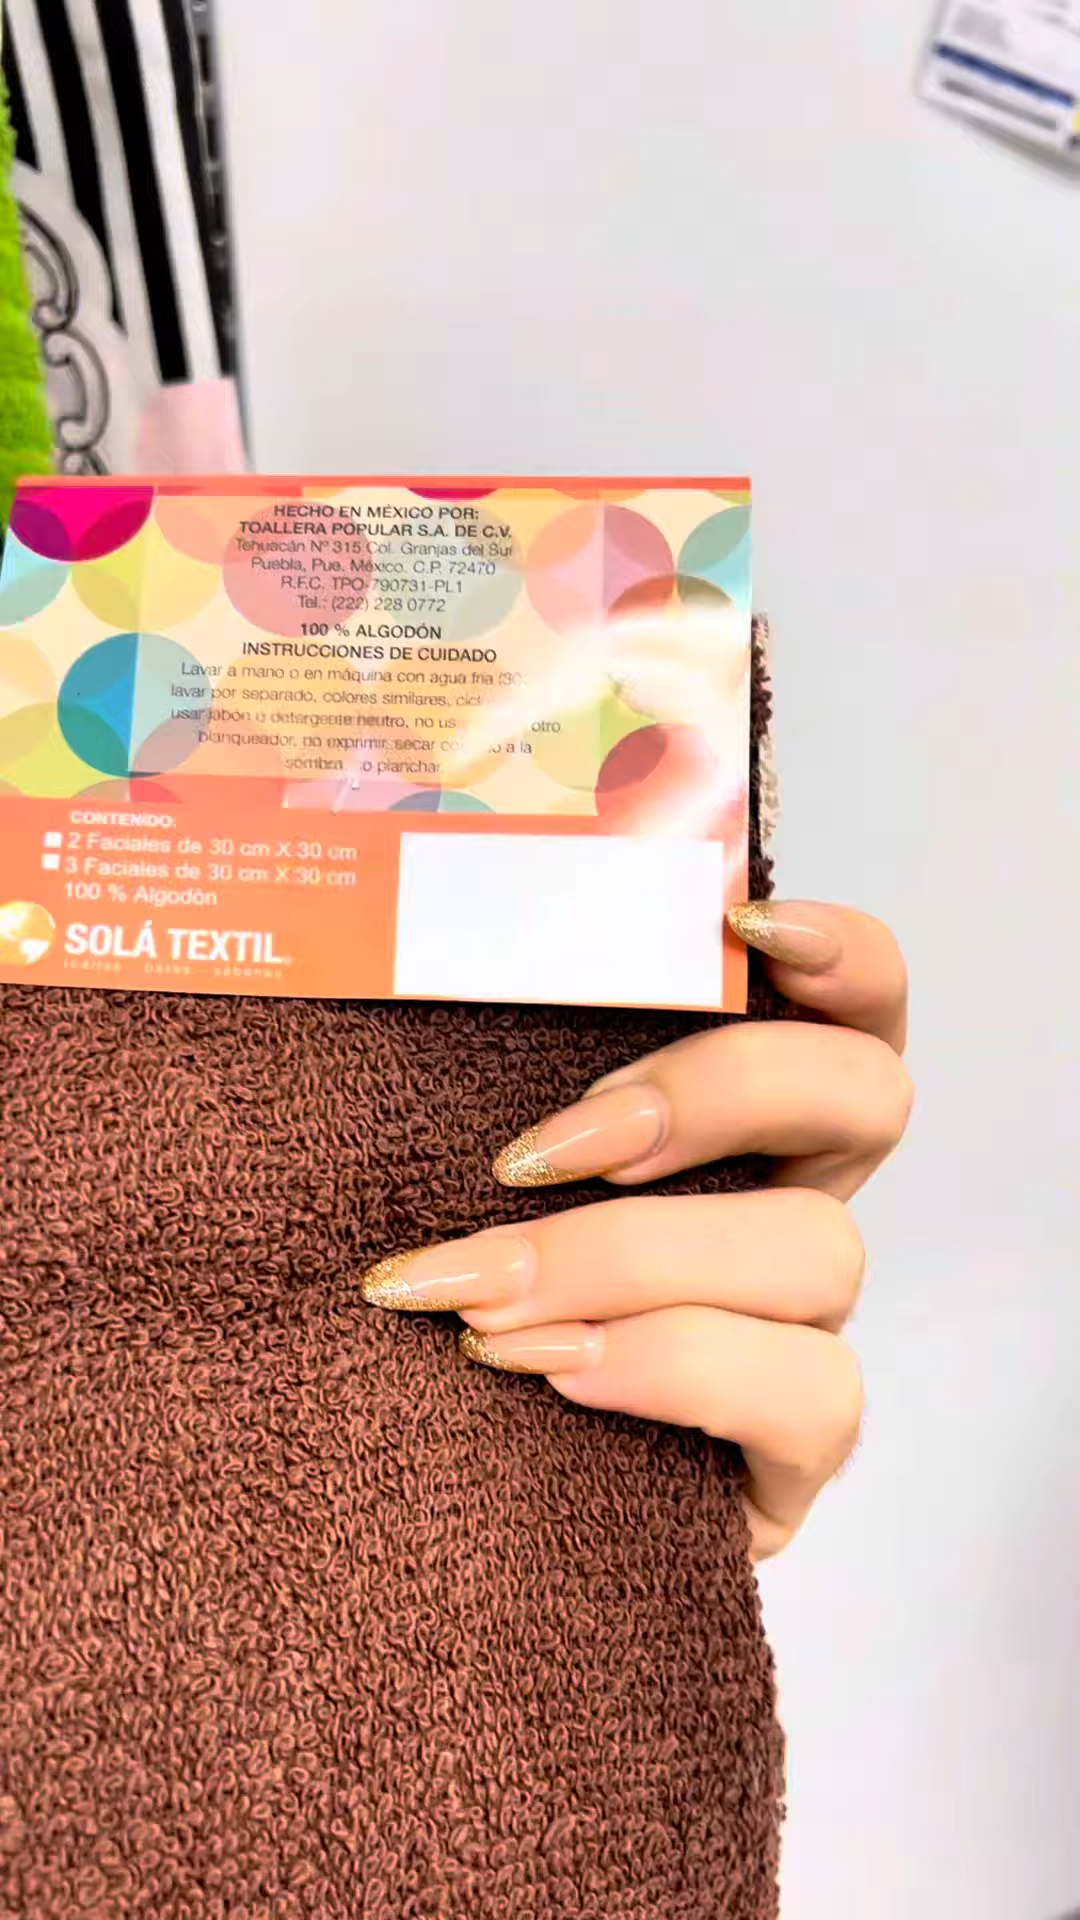 HECHO EN MÉXICO POR:
TOALLERA POPULAR S.A. DE C.V.
Tehuacán Nº 315 Col. Granjas del Sur
Puebla, Pue. México. C.P. 72470
R.F.C. TPO-790731-PL1
Tel.: (222) 228 0772
100 % ALGODÓN
INSTRUCCIONES DE CUIDADO
Lavar a mano o en máquina con agua fria (30
lavar por separado, colores similares,
usar jabón o detergente neutro, no otro
blanqueador, no exprimir, secar a la
sombra planchar
CONTENIDO:
2 Faciales de 30 cm X 30 cm
3 Faciales de 30 cm X 30 cm
100 % Algodón
SOLÁ TEXTIL